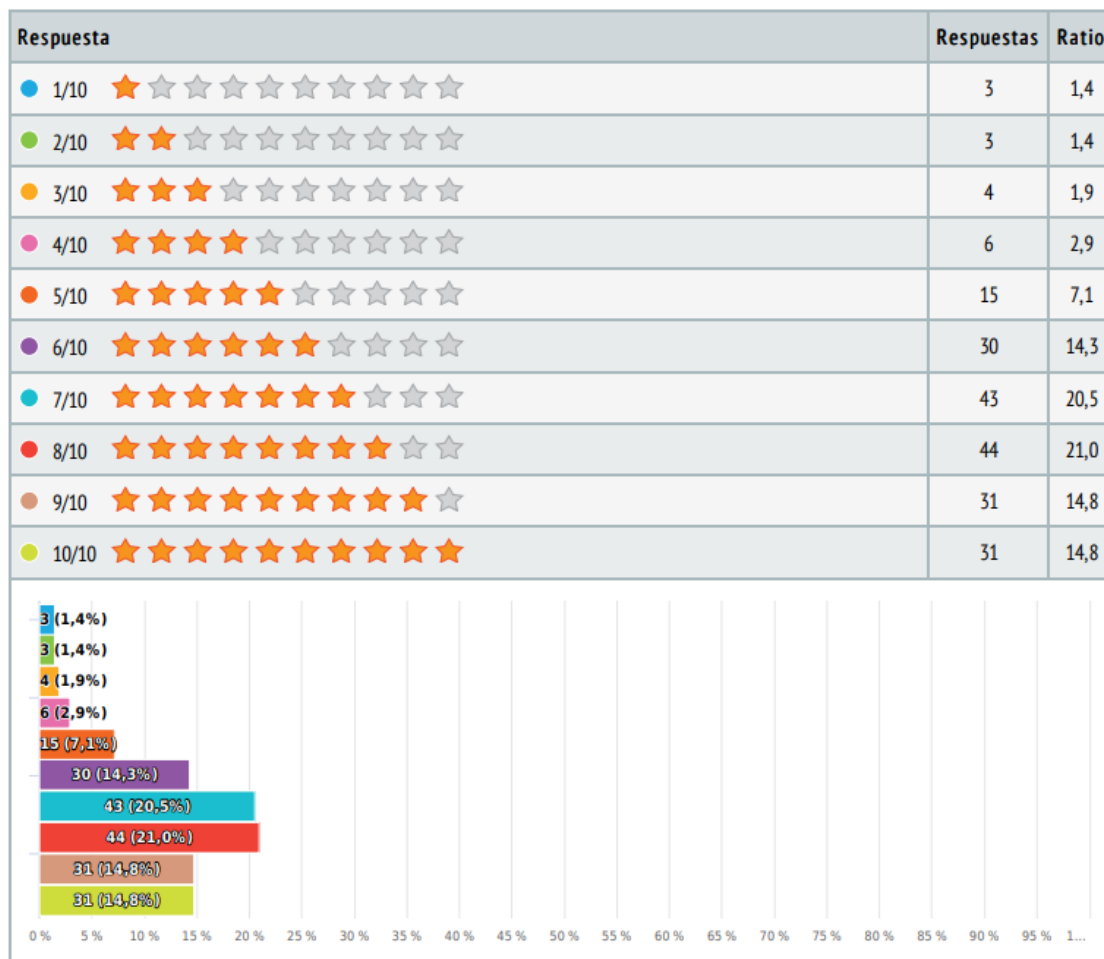 Respuesta Respuestas Ratio
1/10 3 1,4
2/10 3 1,4
3/10 4 1,9
4/10 6 2,9
5/10 15 7,1
6/10 30 14,3
7/10 43 20,5
8/10 44 21,0
9/10 31 14,8
10/10 31 14,8
3 (1,4%)
3 (1,4%)
4 (1,9%)
6 (2,9%)
15 (7,1%)
30 (14,3%)
43 (20,5%)
44 (21,0%)
31 (14,8%)
31 (14,8%)
0 % 5 % 10 % 15 % 20 % 25 % 30 % 35 % 40 % 45 % 50 % 55 % 60 % 65 % 70 % 75 % 80 % 85 % 90 % 95 % 1...